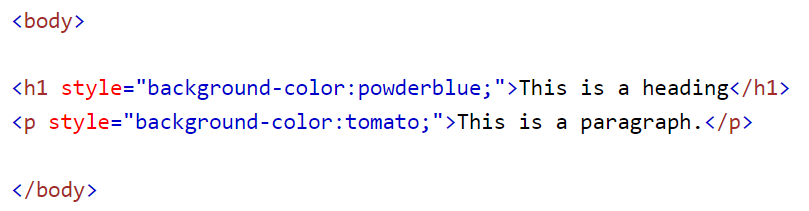 <body>
<h1 style="background-color:powderblue;">This is a heading</h1>
<p style="background-color:tomato;">This is a paragraph.</p>
</body>